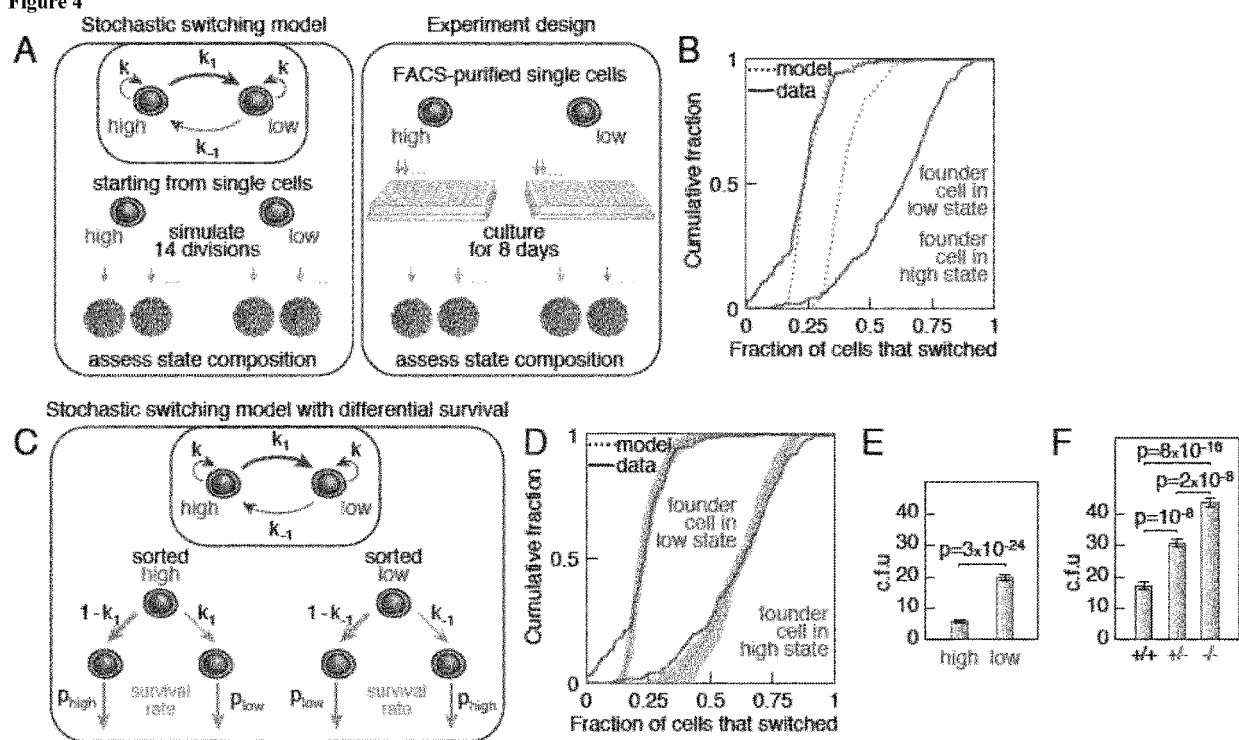 Figure 4
A
Stochastic switching model
k
k₁
k
high
low
k₋₁
starting from single cells
high
low
simulate
14 divisions
...
...
assess state composition
Experiment design
FACS-purified single cells
high
low
...
...
culture
for 8 days
...
...
assess state composition
B
Cumulative fraction
1
0.5
0
model
data
founder
cell in
low state
founder
cell in
high state
0 0.25 0.5 0.75 1
Fraction of cells that switched
C
Stochastic switching model with differential survival
k
k₁
k
high
low
k₋₁
sorted
high
1 - k₁
k₁
p_high
survival
rate
p_low
sorted
low
1 - k₋₁
k₋₁
p_low
survival
rate
p_high
D
Cumulative fraction
1
0.5
0
model
data
founder
cell in
low state
founder
cell in
high state
0 0.25 0.5 0.75 1
Fraction of cells that switched
E
c.f.u
40
30
20
10
0
p=3x10⁻²⁴
high low
F
c.f.u
40
30
20
10
0
p=8x10⁻¹⁶
p=2x10⁻⁸
p=10⁻⁸
+/+ +/- -/-